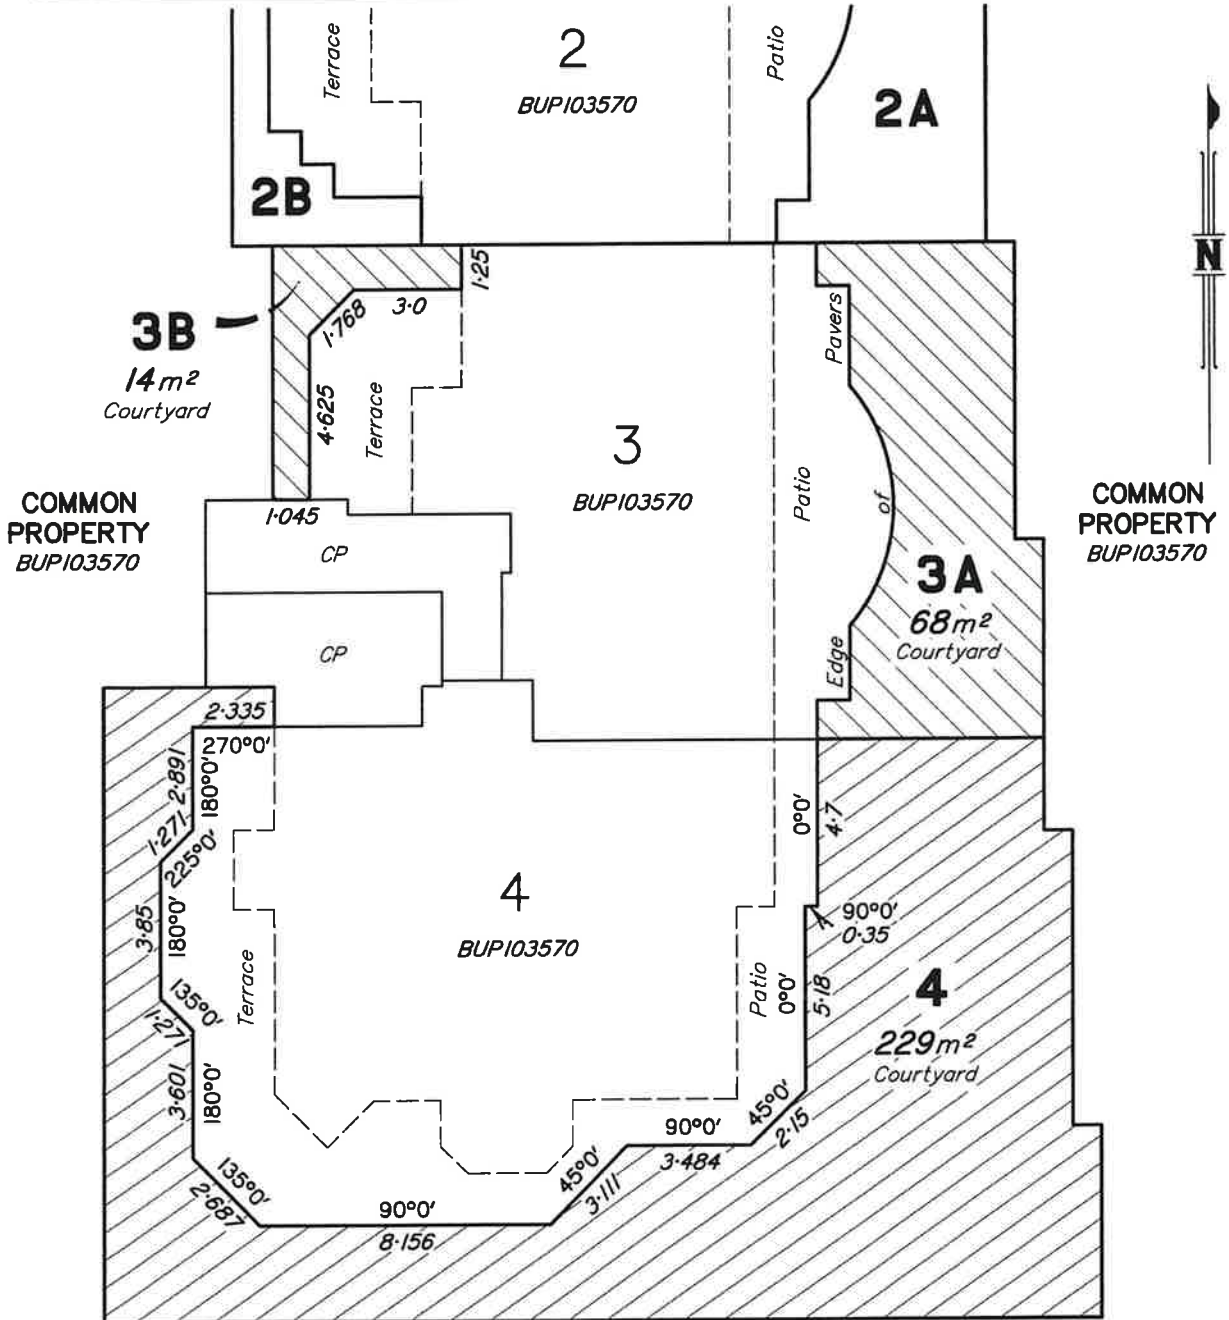 Terrace
2
BUP103570
Patio
2A
2B
N
3B
14m²
Courtyard
1·25
3·0
1·768
4·625
Terrace
3
BUP103570
Patio
Pavers
of
Edge
3A
68m²
Courtyard
COMMON
PROPERTY
BUP103570
COMMON
PROPERTY
BUP103570
1·045
CP
CP
2·335
270°0'
2·891
180°0'
1·271
225°0'
3·85
180°0'
135°0'
1·271
3·601
180°0'
135°0'
2·687
Terrace
4
BUP103570
Patio
0°0'
4·7
90°0'
0·35
0°0'
5·18
4
229m²
Courtyard
45°0'
2·15
90°0'
3·484
45°0'
3·111
90°0'
8·156